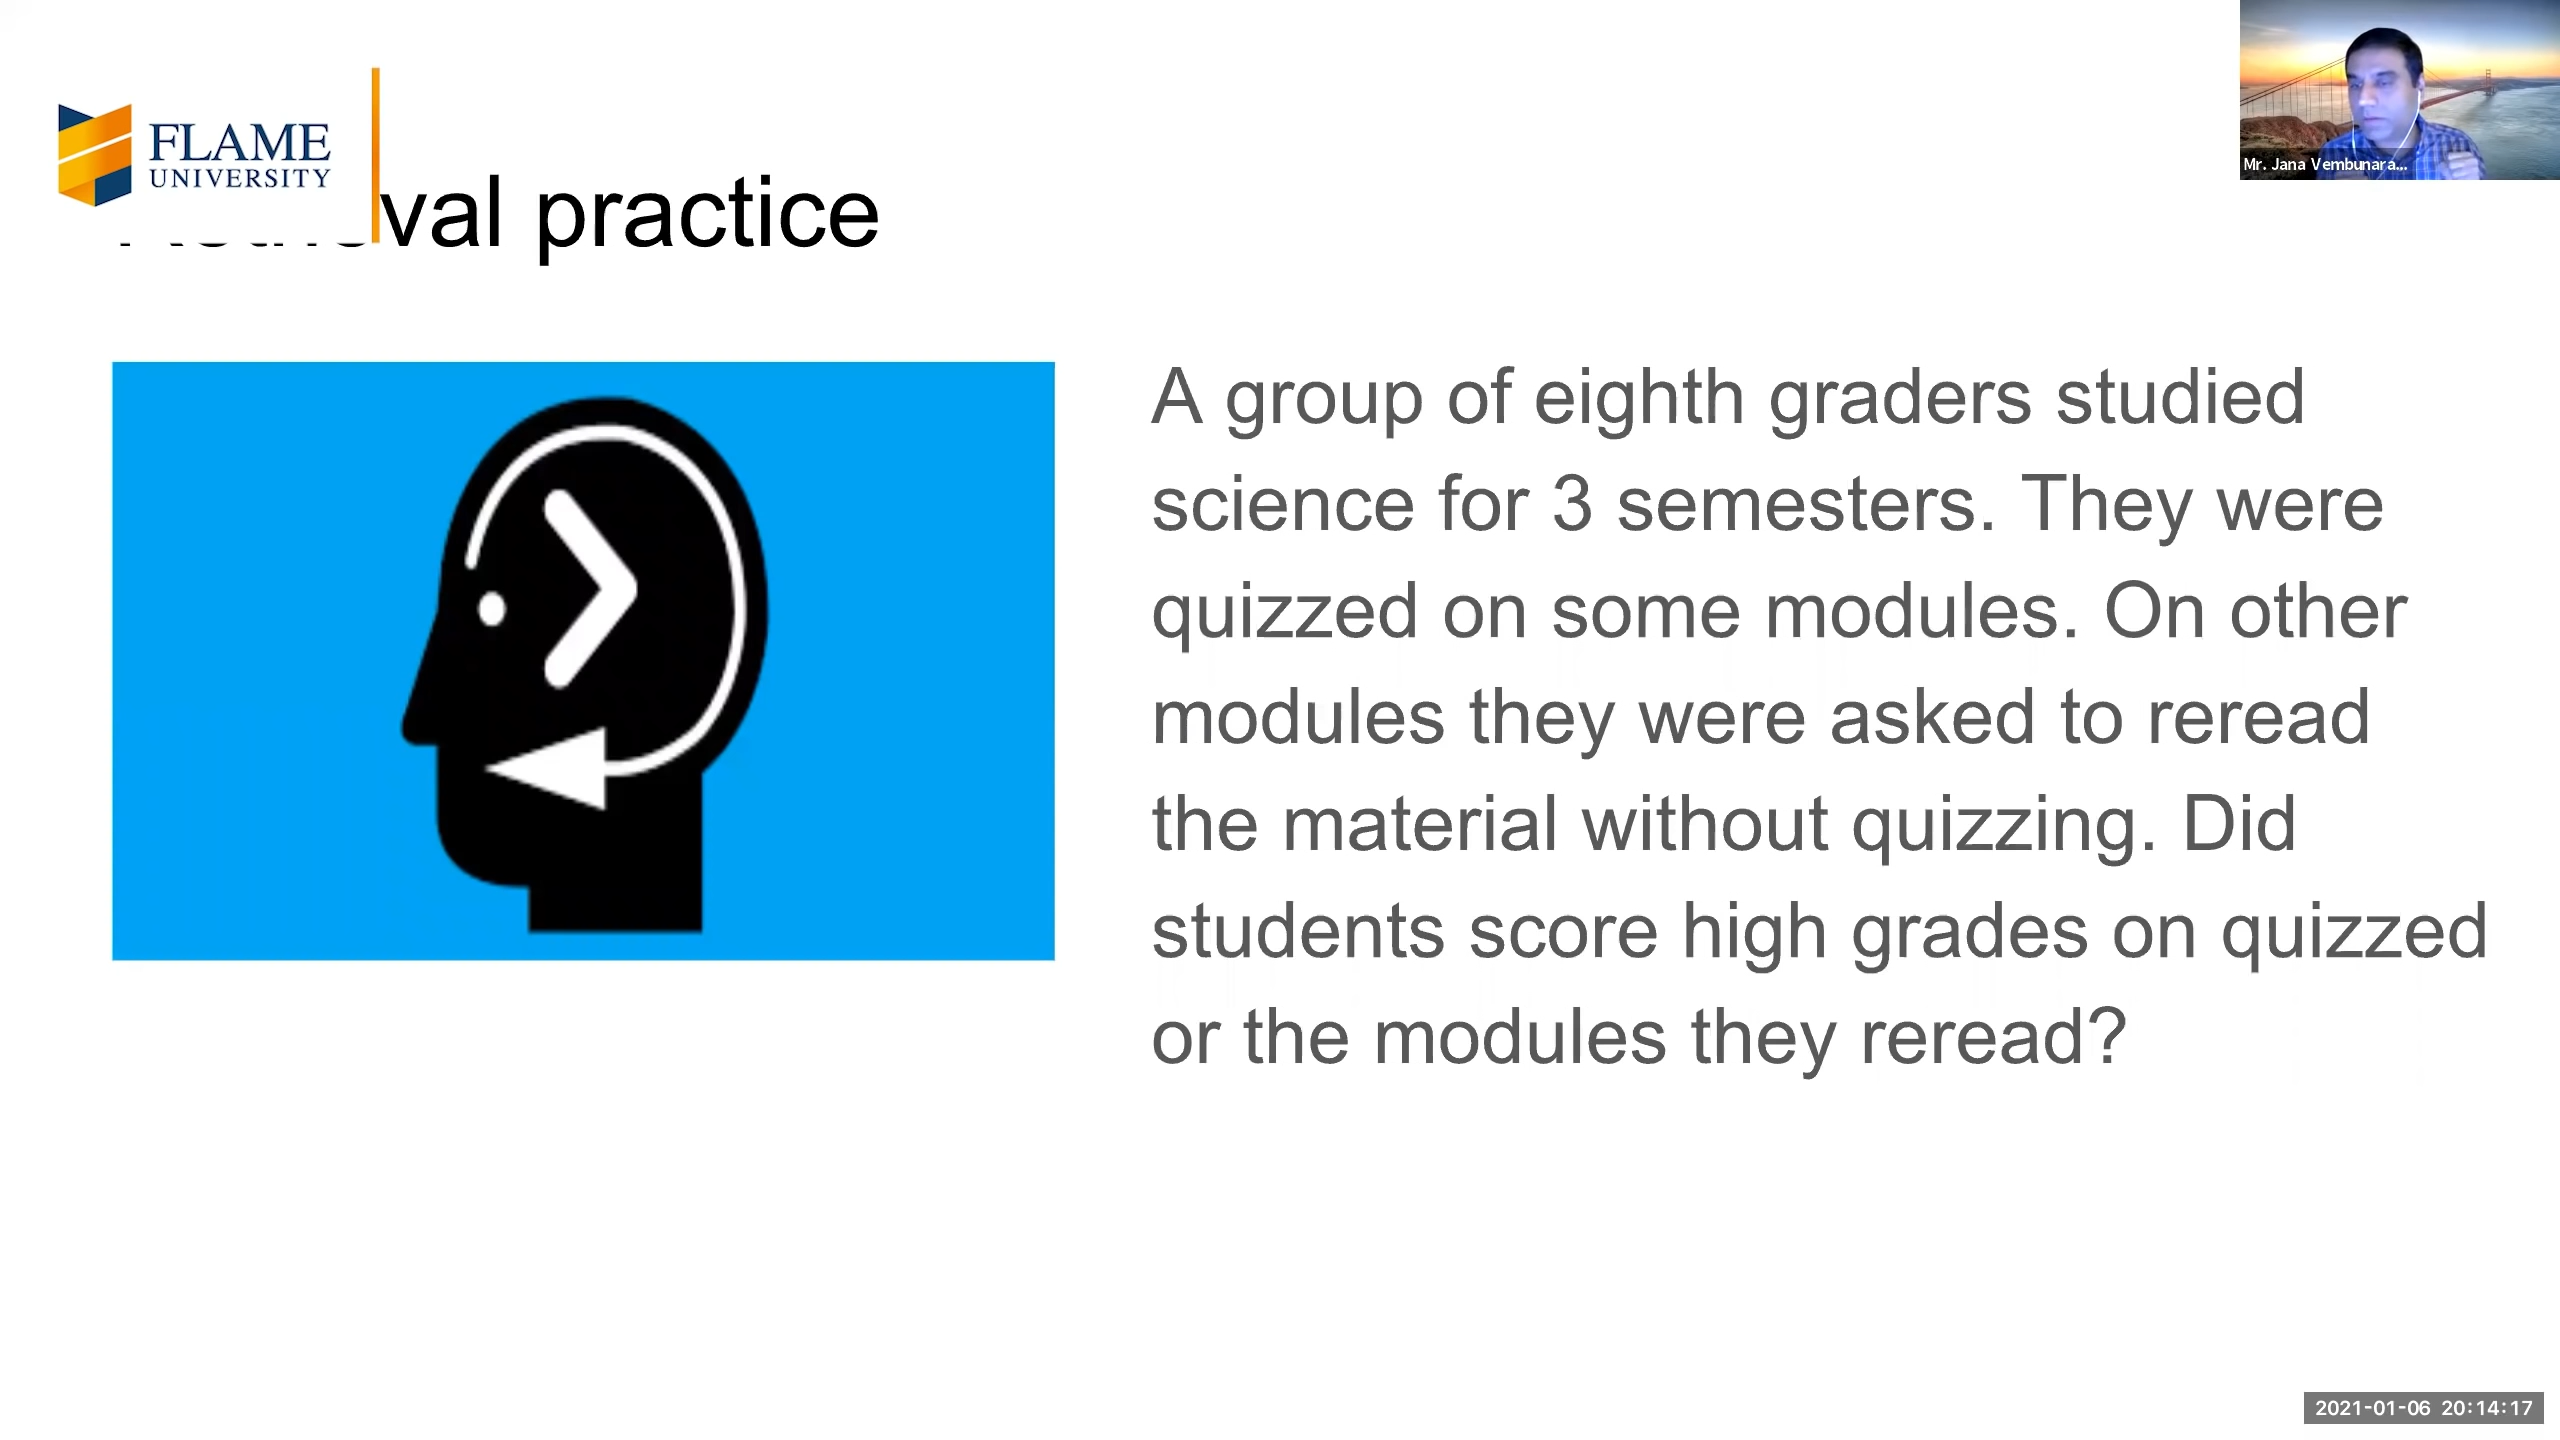 FLAME
UNIVERSITY
Retrieval practice
Mr. Jana Vembunara...
A group of eighth graders studied
science for 3 semesters. They were
quizzed on some modules. On other
modules they were asked to reread
the material without quizzing. Did
students score high grades on quizzed
or the modules they reread?
2021-01-06 20:14:17